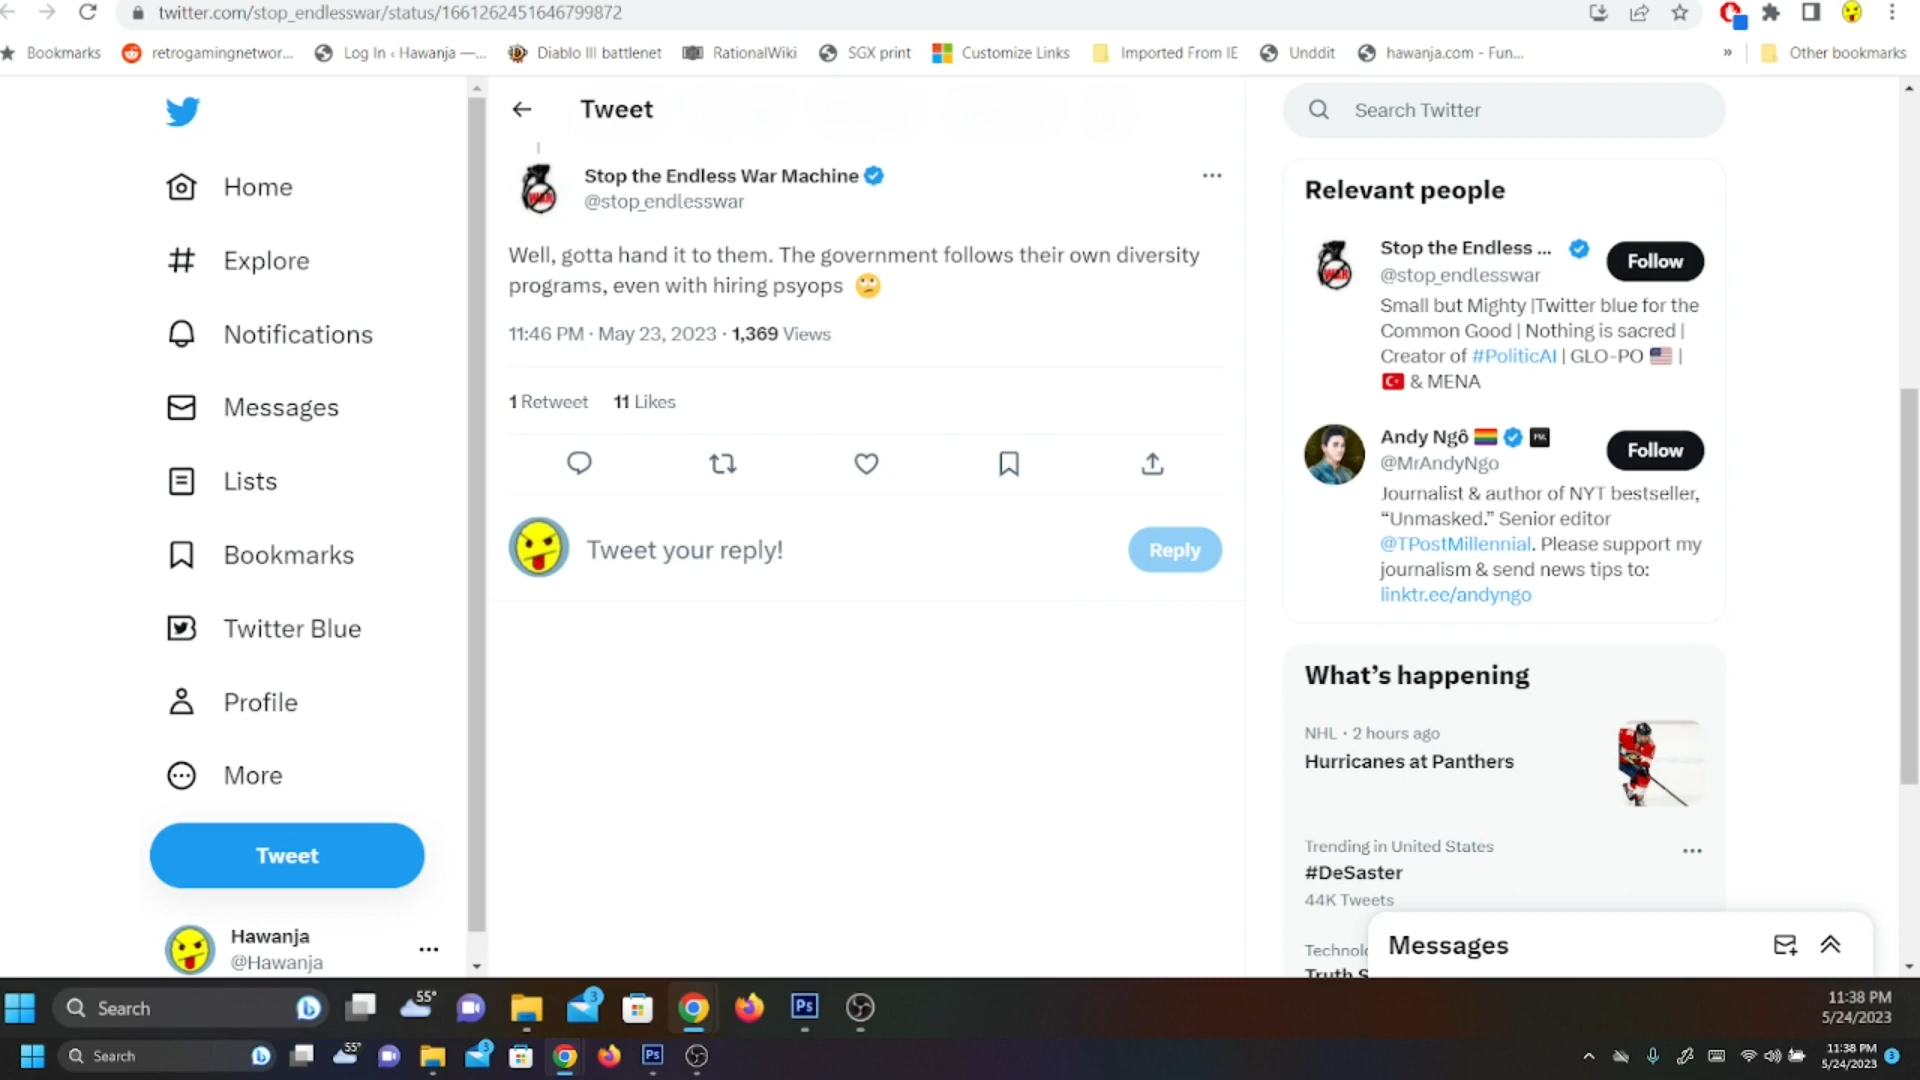 twitter.com/stop_endlesswar/status/1661262451646799872
Bookmarks
retrogamingnetwor...
Log In ‹ Hawanja —...
Diablo III battlenet
RationalWiki
SGX print
Customize Links
Imported From IE
Unddit
hawanja.com - Fun...
»
Other bookmarks
Home
Explore
Notifications
Messages
Lists
Bookmarks
Twitter Blue
Profile
More
Tweet
Hawanja
@Hawanja
Tweet
Stop the Endless War Machine
@stop_endlesswar
Well, gotta hand it to them. The government follows their own diversity
programs, even with hiring psyops 🙄
11:46 PM · May 23, 2023 · 1,369 Views
1 Retweet 11 Likes
Tweet your reply!
Reply
Search Twitter
Relevant people
Stop the Endless ...
@stop_endlesswar
Follow
Small but Mighty |Twitter blue for the
Common Good | Nothing is sacred |
Creator of #PoliticAI | GLO-PO 🇺🇸 |
🇹🇷 & MENA
Andy Ngô 🏳️‍🌈
@MrAndyNgo
Follow
Journalist & author of NYT bestseller,
“Unmasked.” Senior editor
@TPostMillennial. Please support my
journalism & send news tips to:
linktr.ee/andyngo
What’s happening
NHL · 2 hours ago
Hurricanes at Panthers
Trending in United States
#DeSaster
44K Tweets
Technolo
Truth S
Messages
Search
55°
3
Ps
11:38 PM
5/24/2023
Search
55°
3
Ps
11:38 PM
5/24/2023
3